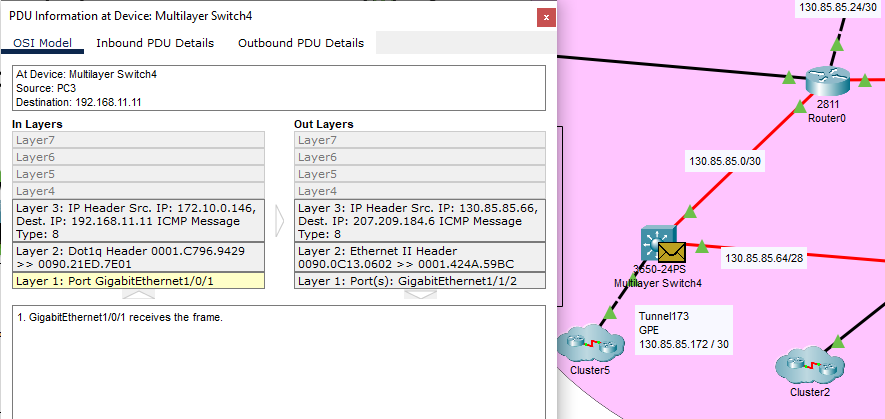 PDU Information at Device: Multilayer Switch4
x
OSI Model
Inbound PDU Details
Outbound PDU Details
At Device: Multilayer Switch4
Source: PC3
Destination: 192.168.11.11
In Layers
Layer7
Layer6
Layer5
Layer4
Layer 3: IP Header Src. IP: 172.10.0.146,
Dest. IP: 192.168.11.11 ICMP Message
Type: 8
Layer 2: Dot1q Header 0001.C796.9429
>> 0090.21ED.7E01
Layer 1: Port GigabitEthernet1/0/1
Out Layers
Layer7
Layer6
Layer5
Layer4
Layer 3: IP Header Src. IP: 130.85.85.66,
Dest. IP: 207.209.184.6 ICMP Message
Type: 8
Layer 2: Ethernet II Header
0090.0C13.0602 >> 0001.424A.59BC
Layer 1: Port(s): GigabitEthernet1/1/2
1. GigabitEthernet1/0/1 receives the frame.
130.85.85.24/30
2811
Router0
130.85.85.0/30
3650-24PS
Multilayer Switch4
130.85.85.64/28
Tunnel173
GPE
130.85.85.172 / 30
Cluster5
Cluster2